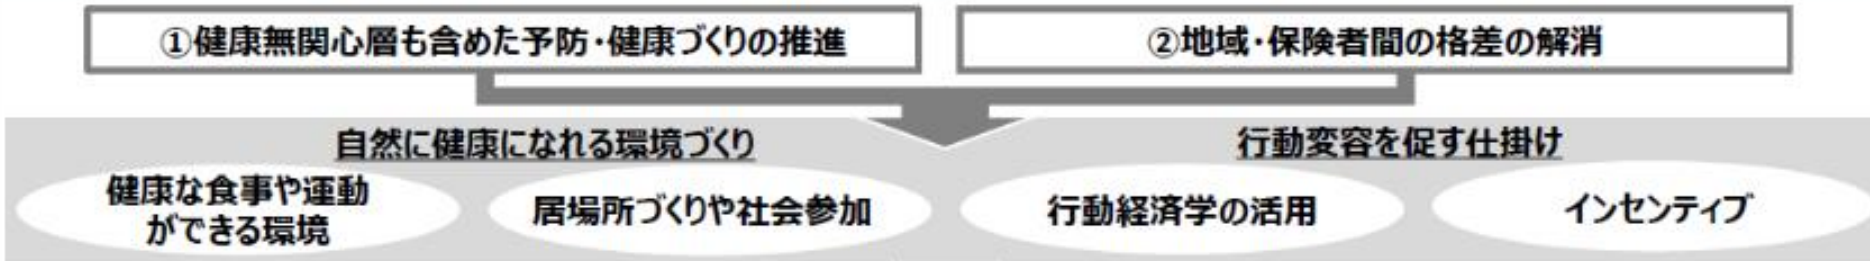 ①健康無関心層も含めた予防・健康づくりの推進
②地域・保険者間の格差の解消
自然に健康になれる環境づくり
行動変容を促す仕掛け
健康な食事や運動
ができる環境
居場所づくりや社会参加
行動経済学の活用
インセンティブ